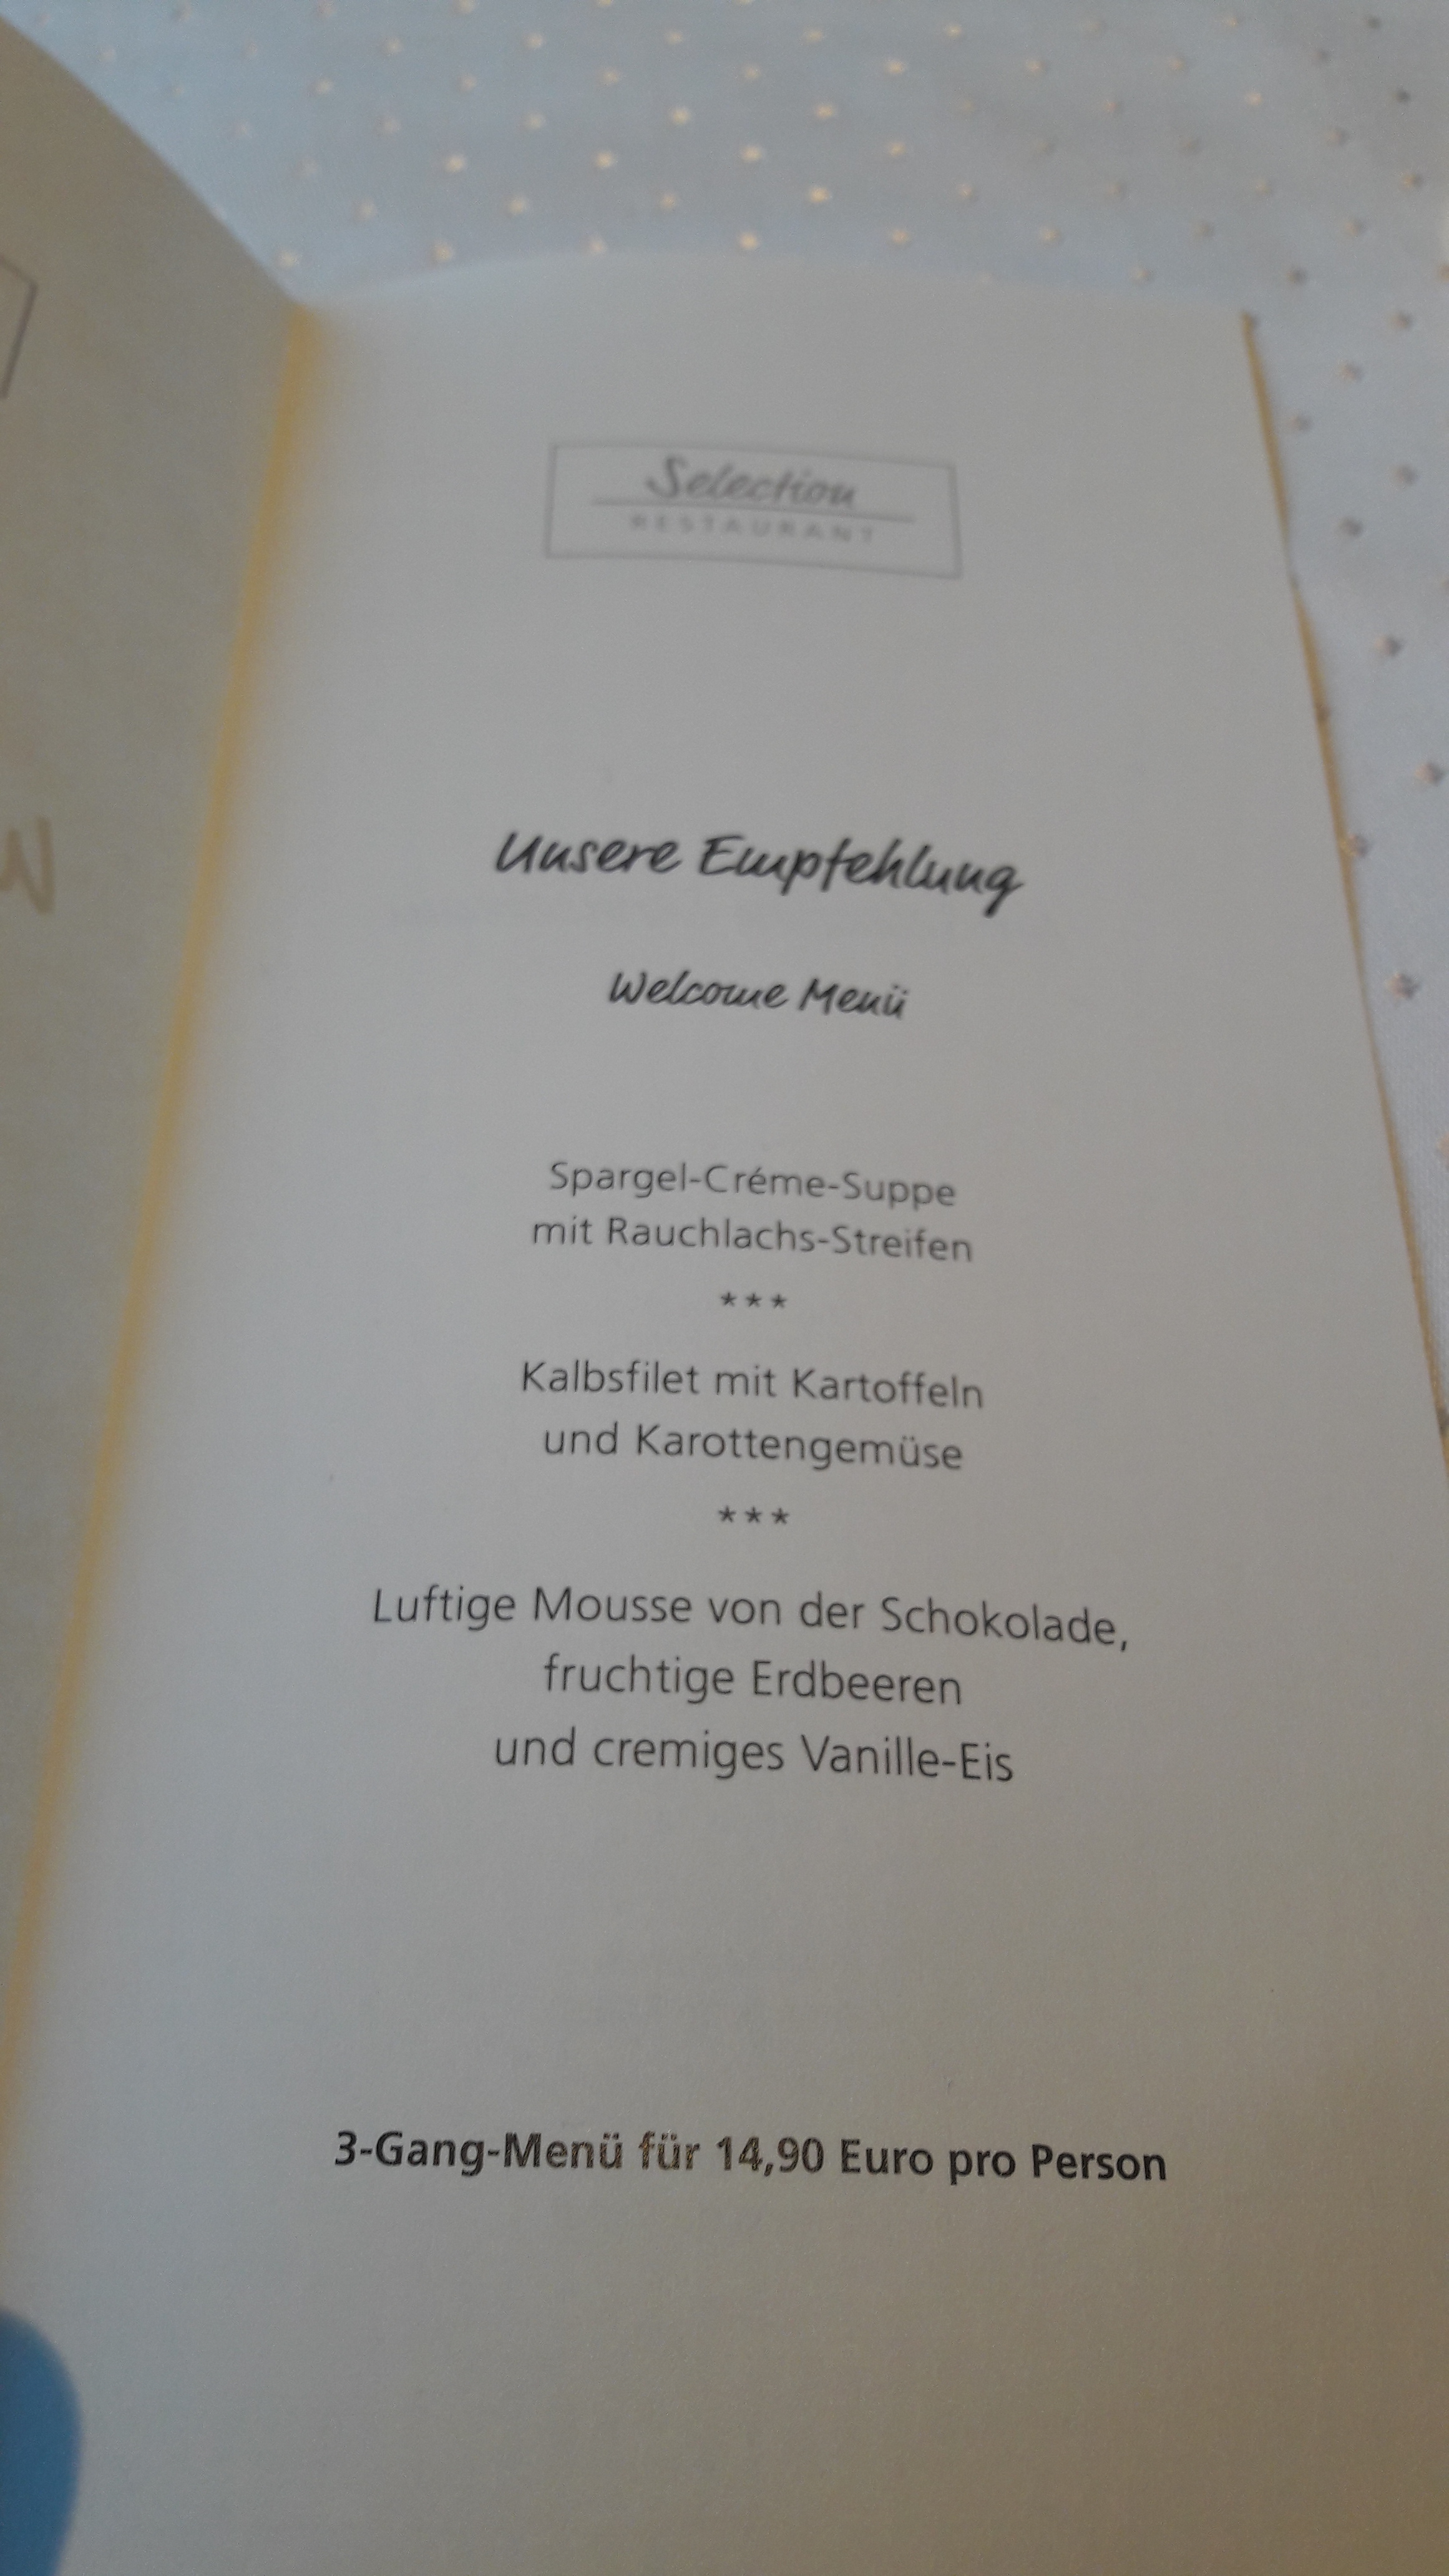 Selection
RESTAURANT
Unsere Empfehlung
Welcome Menü
Spargel-Créme-Suppe
mit Rauchlachs-Streifen
***
Kalbsfilet mit Kartoffeln
und Karottengemüse
***
Luftige Mousse von der Schokolade,
fruchtige Erdbeeren
und cremiges Vanille-Eis
3-Gang-Menü für 14,90 Euro pro Person